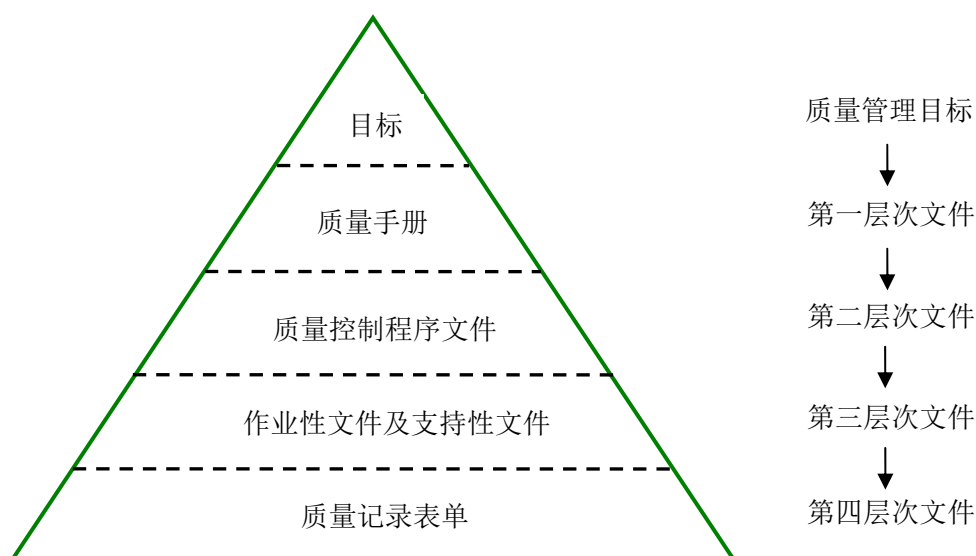 目标
质量管理目标
质量手册
第一层次文件
质量控制程序文件
第二层次文件
作业性文件及支持性文件
第三层次文件
质量记录表单
第四层次文件